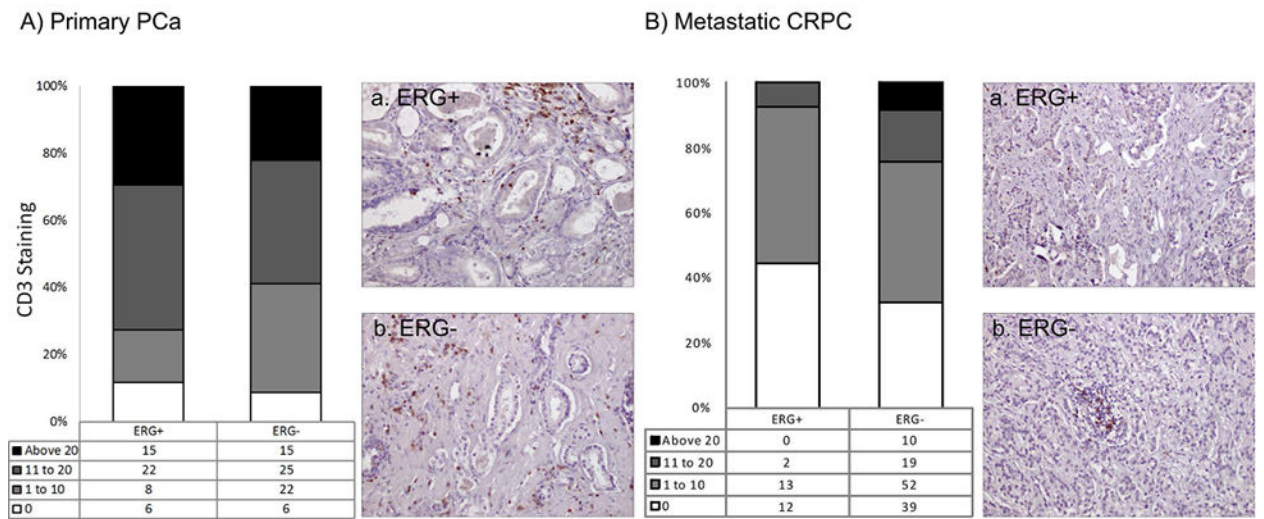 A) Primary PCa
100%
80%
60%
40%
20%
0%
CD3 Staining
ERG+ ERG-
Above 20 15 15
11 to 20 22 25
1 to 10 8 22
0 6 6
a. ERG+
b. ERG-
B) Metastatic CRPC
100%
80%
60%
40%
20%
0%
ERG+ ERG-
Above 20 0 10
11 to 20 2 19
1 to 10 13 52
0 12 39
a. ERG+
b. ERG-